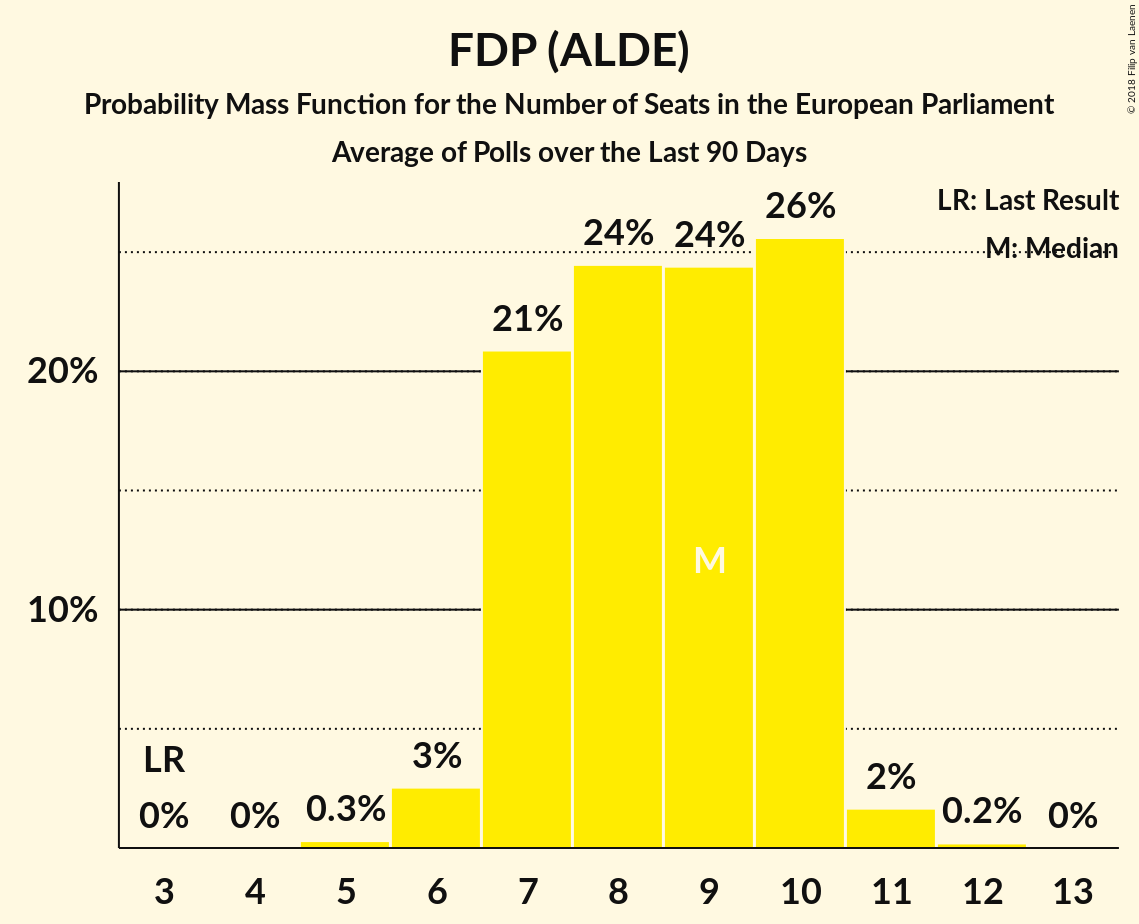 FDP (ALDE)
Probability Mass Function for the Number of Seats in the European Parliament
Average of Polls over the Last 90 Days
© 2018 Filip van Laenen
LR: Last Result
M: Median
26%
24%
24%
21%
20%
M
10%
LR
3%
2%
0%
0%
0.3%
0.2%
0%
3 4 5 6 7 8 9 10 11 12 13